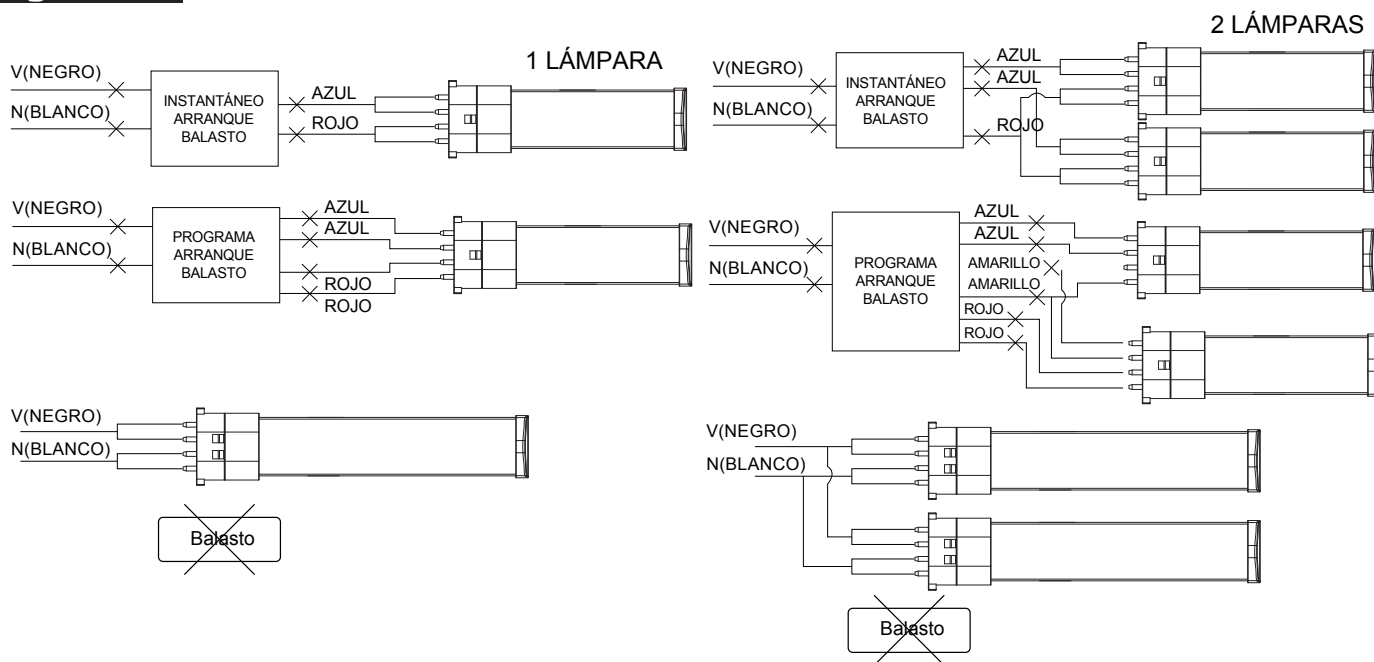 1 LÁMPARA
V(NEGRO)
N(BLANCO)
INSTANTÁNEO
ARRANQUE
BALASTO
AZUL
ROJO
V(NEGRO)
N(BLANCO)
PROGRAMA
ARRANQUE
BALASTO
AZUL
AZUL
ROJO
ROJO
V(NEGRO)
N(BLANCO)
Balasto
2 LÁMPARAS
V(NEGRO)
N(BLANCO)
INSTANTÁNEO
ARRANQUE
BALASTO
AZUL
AZUL
ROJO
V(NEGRO)
N(BLANCO)
PROGRAMA
ARRANQUE
BALASTO
AZUL
AZUL
AMARILLO
AMARILLO
ROJO
ROJO
V(NEGRO)
N(BLANCO)
Balasto